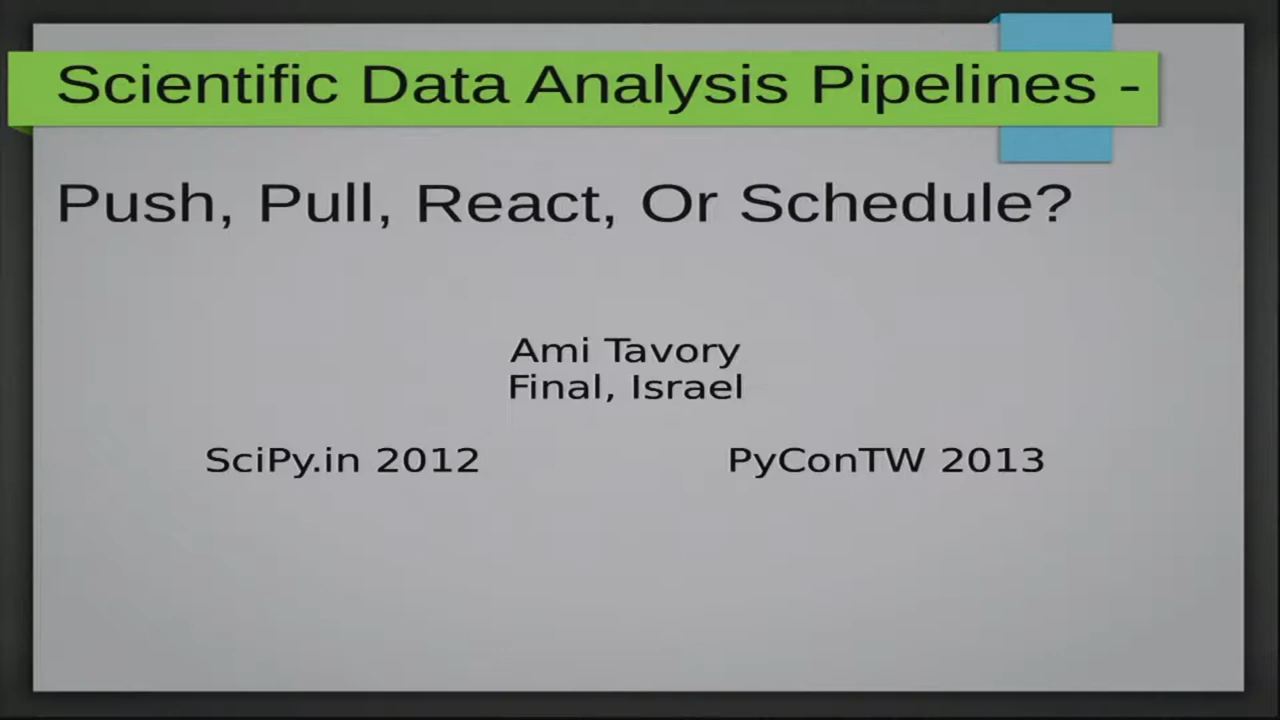 Scientific Data Analysis Pipelines -
Push, Pull, React, Or Schedule?
Ami Tavory
Final, Israel
SciPy.in 2012
PyConTW 2013